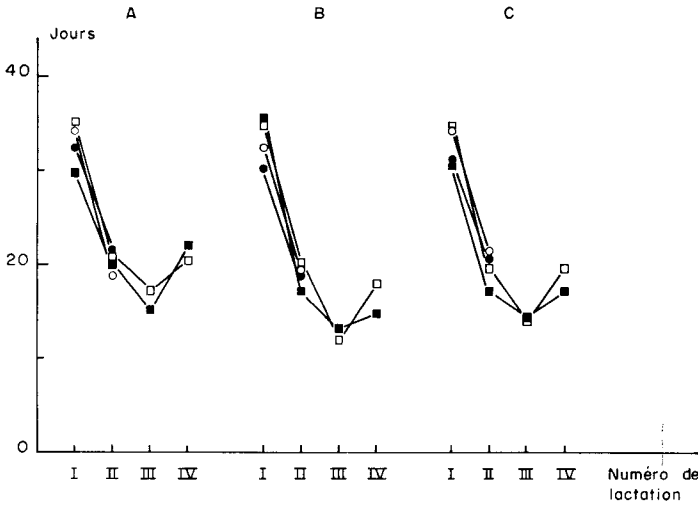 A B C
Jours
40
20
0
I II III IV I II III IV I II III IV Numéro de
lactation